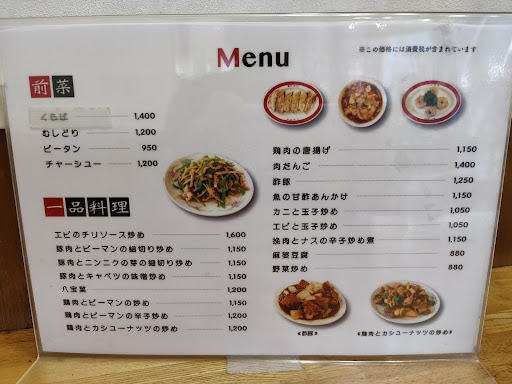 Menu
※この価格には消費税が含まれています
前菜
くらげ 1,400
むしどり 1,200
ピータン 950
チャーシュー 1,200
一品料理
エビのチリソース炒め 1,600
豚肉とピーマンの細切り炒め 1,150
豚肉とニンニクの芽の細切り炒め 1,150
豚肉とキャベツの味噌炒め 1,150
八宝菜 1,200
鶏肉とピーマンの炒め 1,150
鶏肉とピーマンの辛子炒め 1,200
鶏肉とカシューナッツの炒め 1,200
鶏肉の唐揚げ 1,150
肉だんご 1,400
酢豚 1,250
魚の甘酢あんかけ 1,150
カニと玉子炒め 1,050
エビと玉子炒め 1,050
挽肉とナスの辛子炒め煮 1,150
麻婆豆腐 880
野菜炒め 880
《酢豚》
《鶏肉とカシューナッツの炒め》